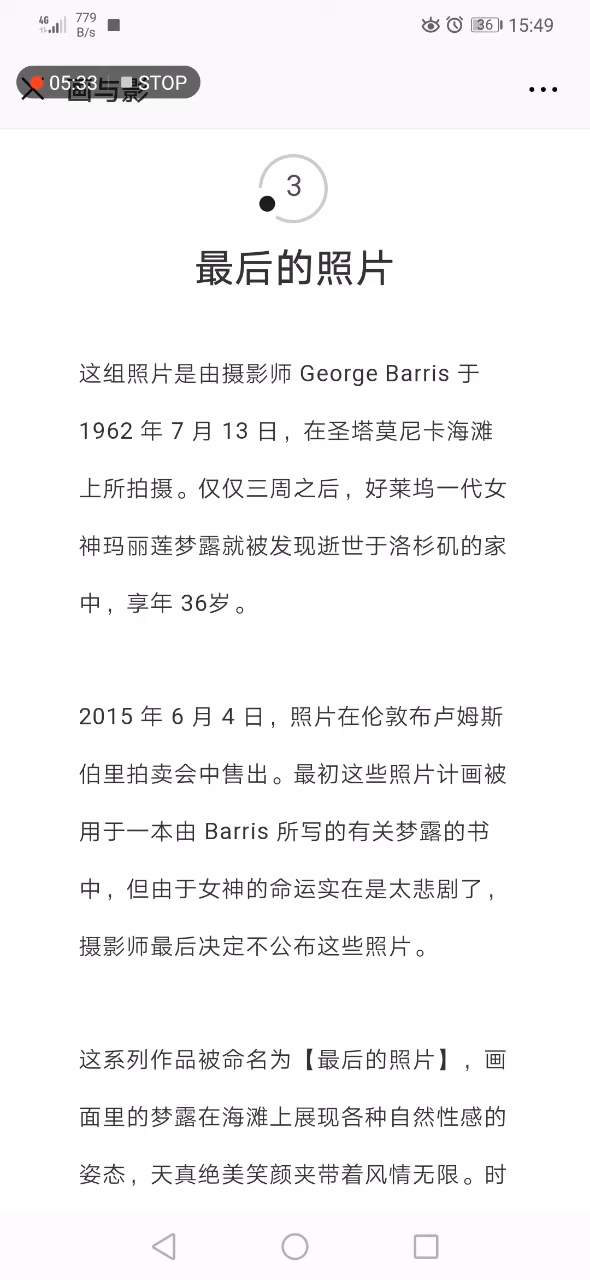 4G
779
B/s
36
15:49
05:33 STOP
画与影
3
最后的照片
这组照片是由摄影师 George Barris 于
1962 年 7 月 13 日，在圣塔莫尼卡海滩
上所拍摄。仅仅三周之后，好莱坞一代女
神玛丽莲梦露就被发现逝世于洛杉矶的家
中，享年 36岁。
2015 年 6 月 4 日，照片在伦敦布卢姆斯
伯里拍卖会中售出。最初这些照片计画被
用于一本由 Barris 所写的有关梦露的书
中，但由于女神的命运实在是太悲剧了，
摄影师最后决定不公布这些照片。
这系列作品被命名为【最后的照片】，画
面里的梦露在海滩上展现各种自然性感的
姿态，天真绝美笑颜夹带着风情无限。时